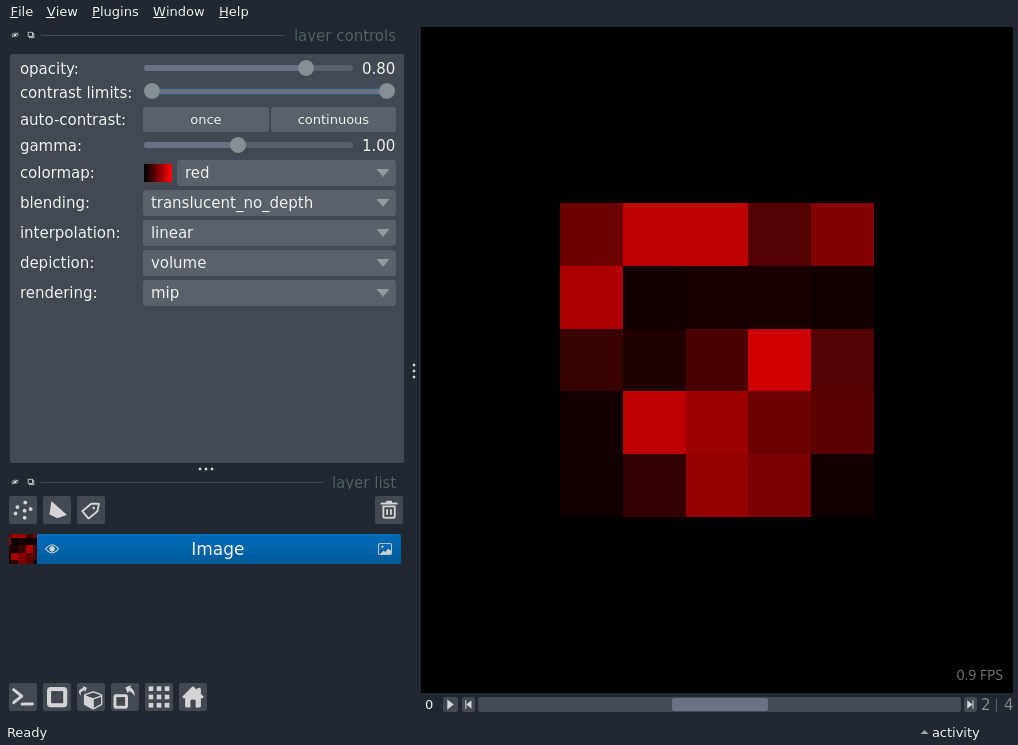 File View Plugins Window Help
layer controls
opacity: 0.80
contrast limits:
auto-contrast: once continuous
gamma: 1.00
colormap: red
blending: translucent_no_depth
interpolation: linear
depiction: volume
rendering: mip
layer list
Image
0.9 FPS
0 2 | 4
Ready activity